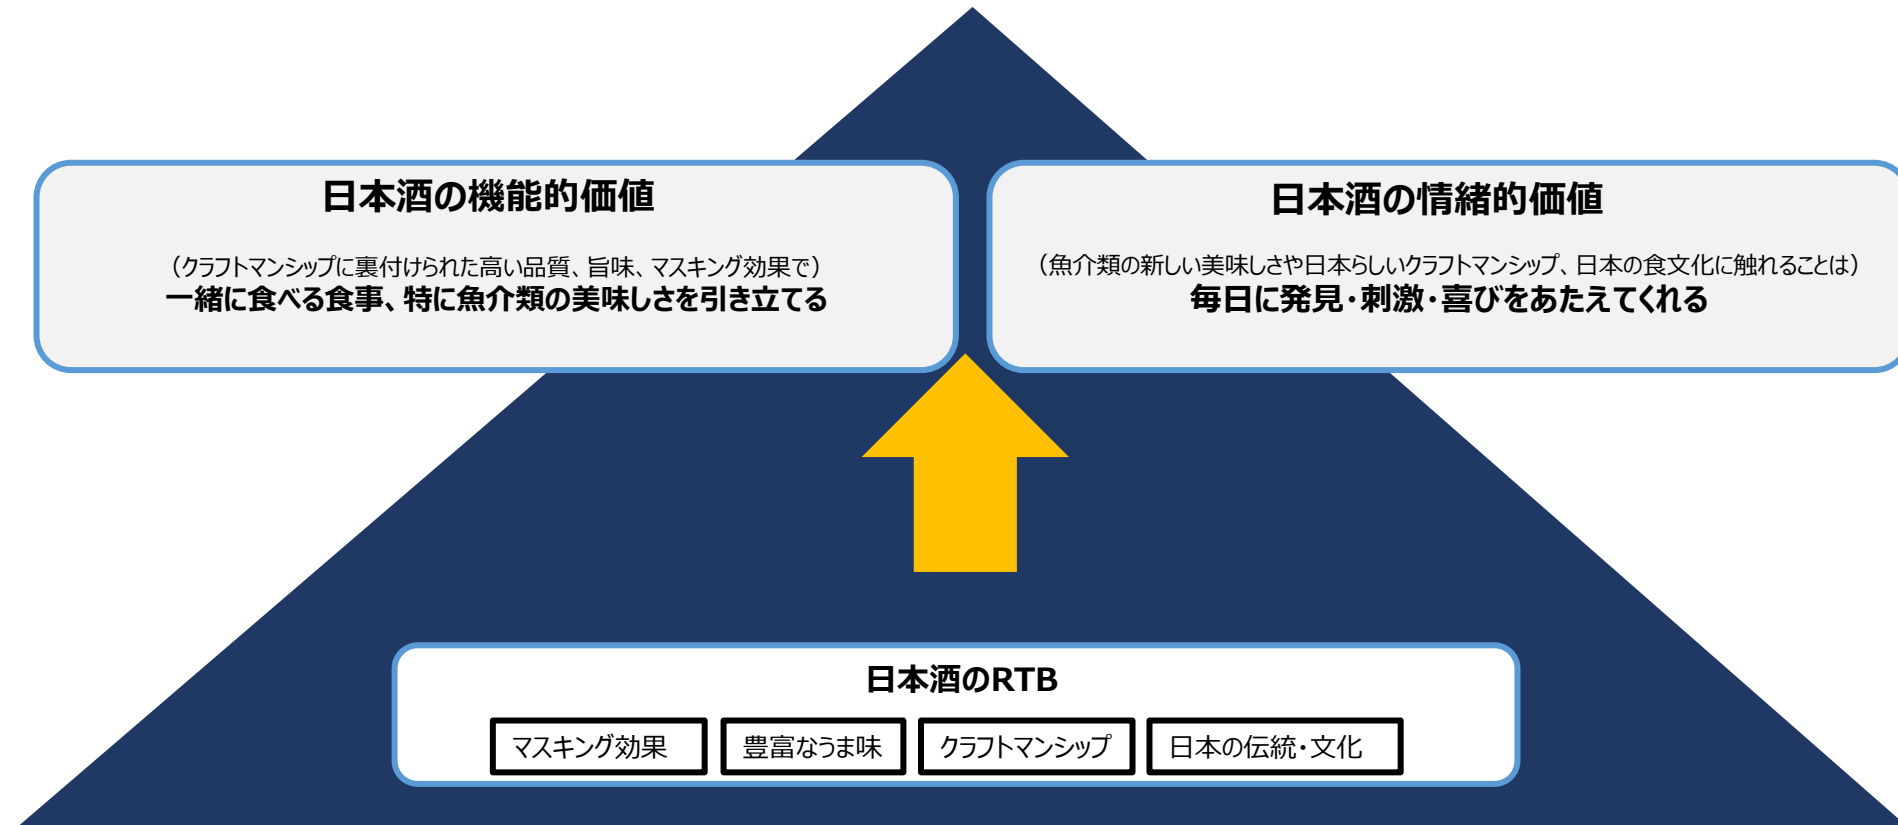 日本酒の機能的価値
（クラフトマンシップに裏付けられた高い品質、旨味、マスキング効果で）
一緒に食べる食事、特に魚介類の美味しさを引き立てる
日本酒の情緒的価値
（魚介類の新しい美味しさや日本らしいクラフトマンシップ、日本の食文化に触れることは）
毎日に発見・刺激・喜びをあたえてくれる
日本酒のRTB
マスキング効果
豊富なうま味
クラフトマンシップ
日本の伝統・文化